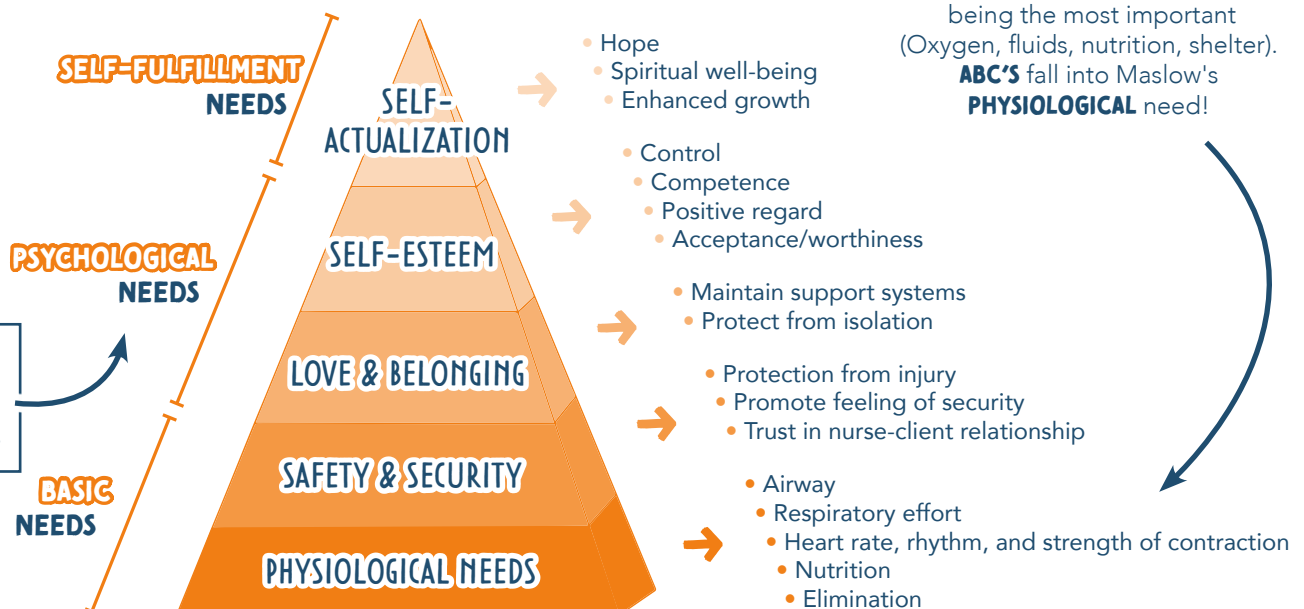 being the most important
(Oxygen, fluids, nutrition, shelter).
ABC'S fall into Maslow's
PHYSIOLOGICAL need!
SELF-FULFILLMENT
NEEDS
SELF-
ACTUALIZATION
• Hope
• Spiritual well-being
• Enhanced growth
PSYCHOLOGICAL
NEEDS
SELF-ESTEEM
• Control
• Competence
• Positive regard
• Acceptance/worthiness
LOVE & BELONGING
• Maintain support systems
• Protect from isolation
BASIC
NEEDS
SAFETY & SECURITY
• Protection from injury
• Promote feeling of security
• Trust in nurse-client relationship
PHYSIOLOGICAL NEEDS
• Airway
• Respiratory effort
• Heart rate, rhythm, and strength of contraction
• Nutrition
• Elimination